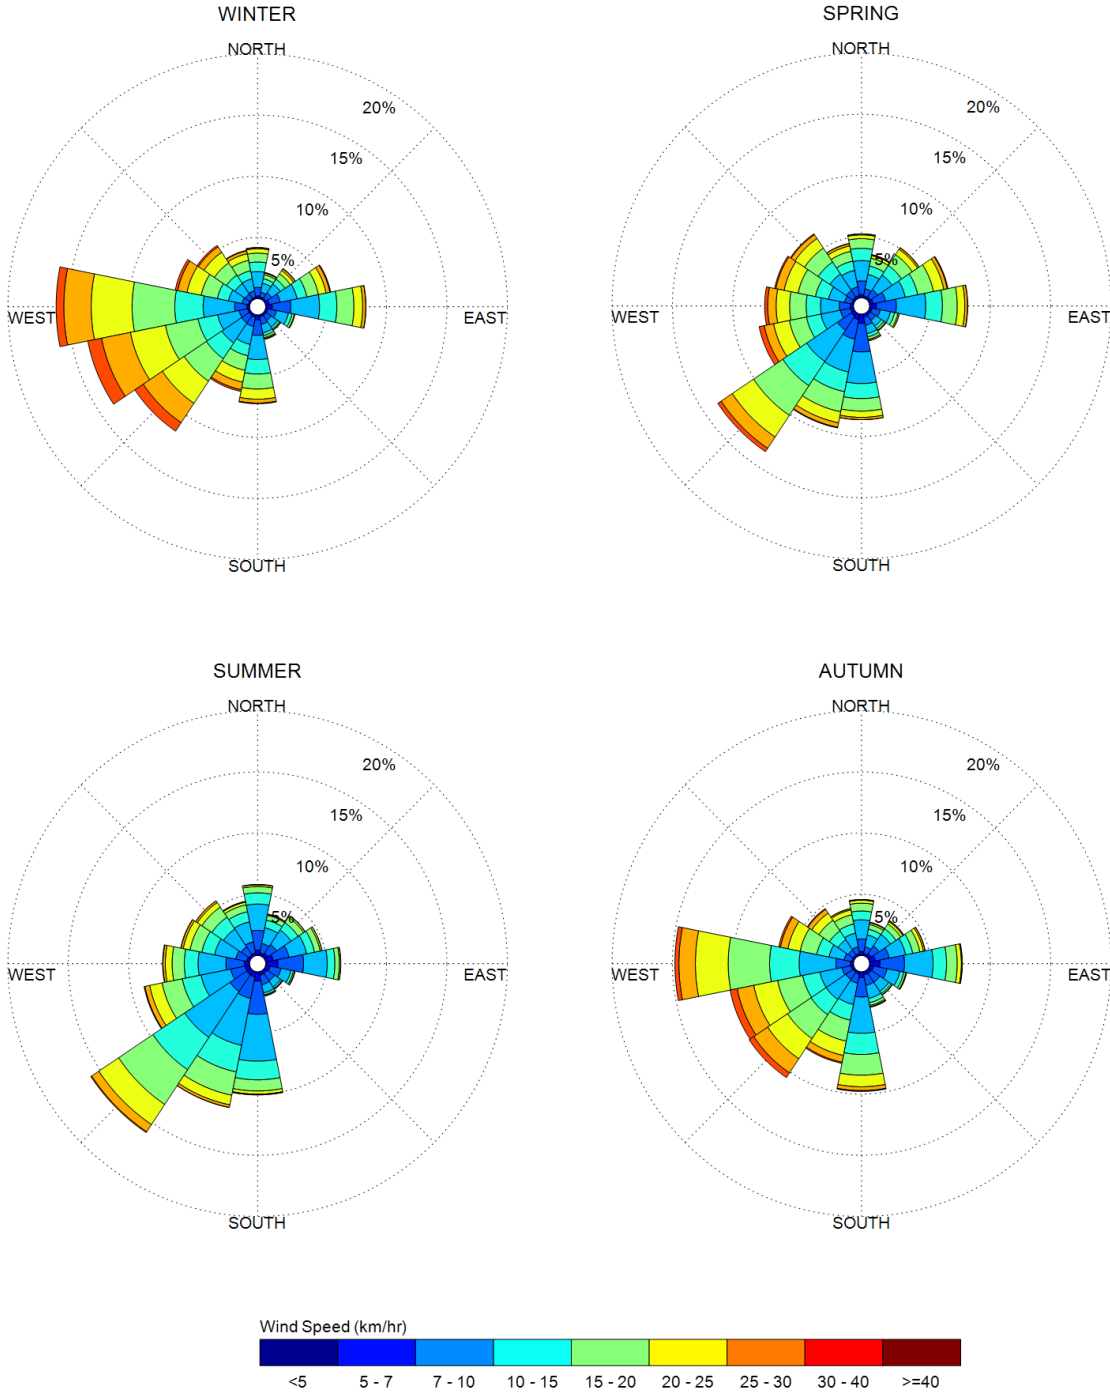 WINTER
NORTH
20%
15%
10%
5%
WEST
EAST
SOUTH
SPRING
NORTH
20%
15%
10%
5%
WEST
EAST
SOUTH
SUMMER
NORTH
20%
15%
10%
5%
WEST
EAST
SOUTH
AUTUMN
NORTH
20%
15%
10%
5%
WEST
EAST
SOUTH
Wind Speed (km/hr)
<5 5 - 7 7 - 10 10 - 15 15 - 20 20 - 25 25 - 30 30 - 40 >=40